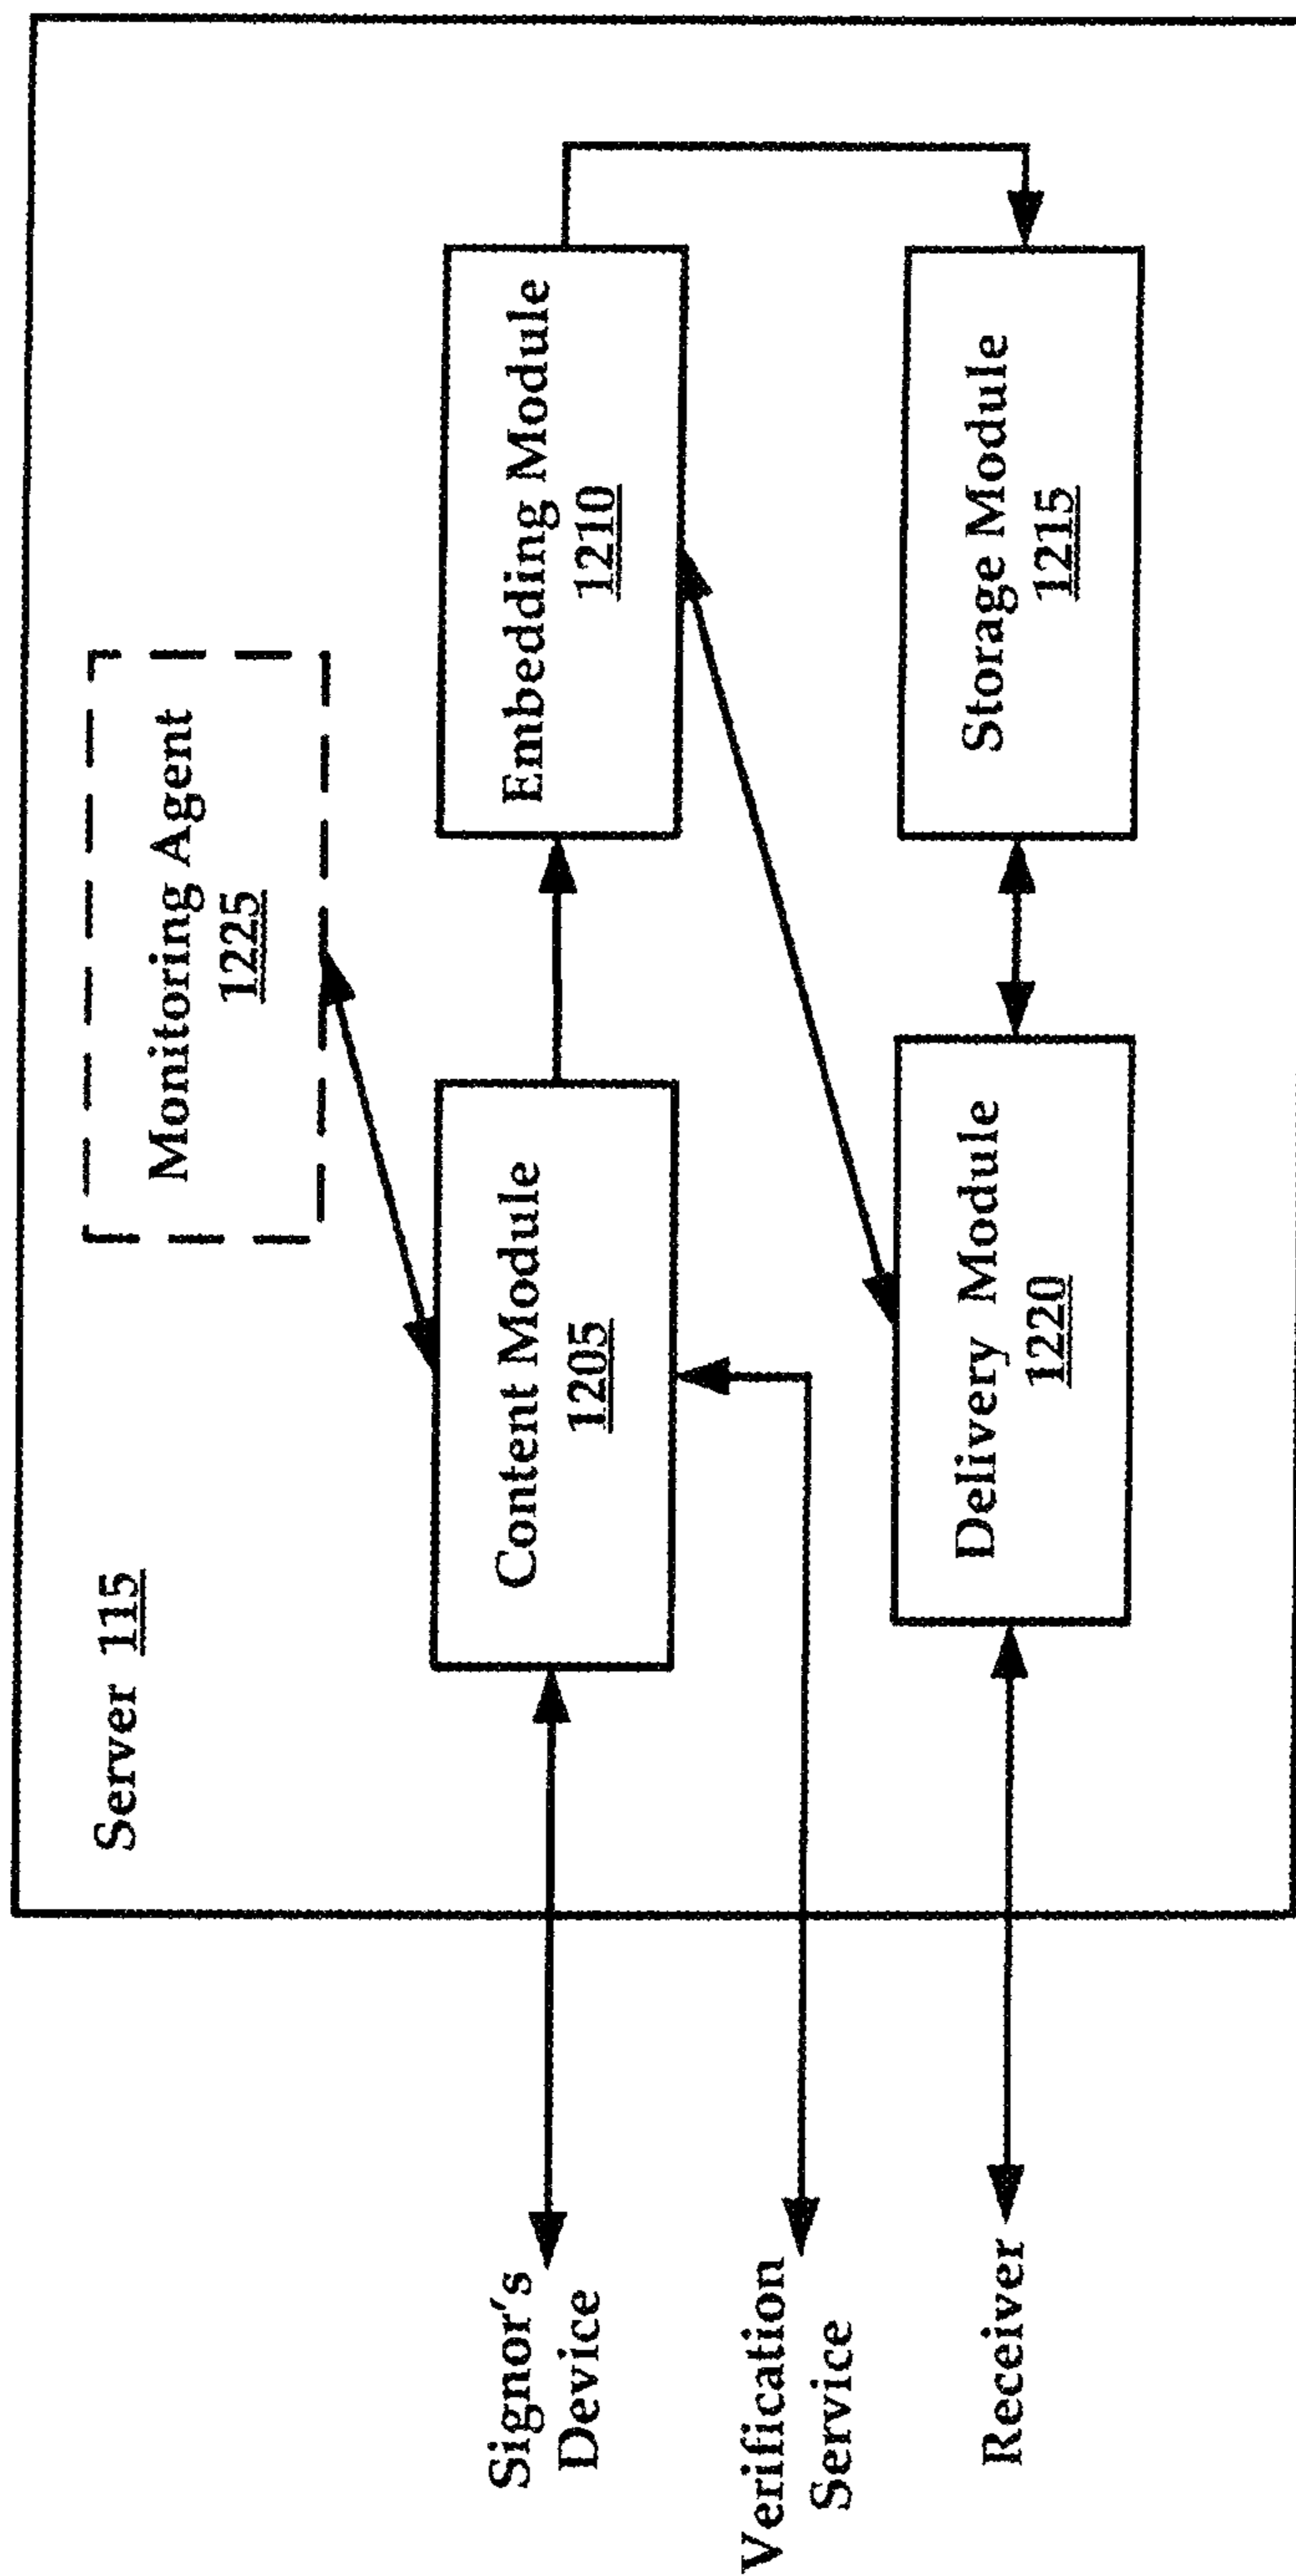 Server 115
Monitoring Agent
1225
Signor's
Device
Content Module
1205
Embedding Module
1210
Verification
Service
Receiver
Delivery Module
1220
Storage Module
1215